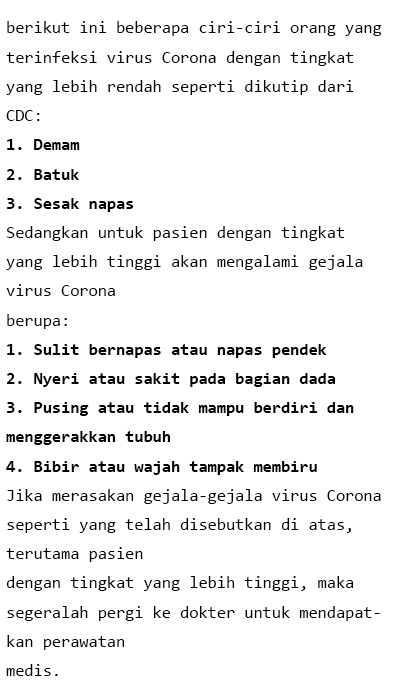 berikut ini beberapa ciri-ciri orang yang
terinfeksi virus Corona dengan tingkat
yang lebih rendah seperti dikutip dari
CDC:
1. Demam
2. Batuk
3. Sesak napas
Sedangkan untuk pasien dengan tingkat
yang lebih tinggi akan mengalami gejala
virus Corona
berupa:
1. Sulit bernapas atau napas pendek
2. Nyeri atau sakit pada bagian dada
3. Pusing atau tidak mampu berdiri dan
menggerakkan tubuh
4. Bibir atau wajah tampak membiru
Jika merasakan gejala-gejala virus Corona
seperti yang telah disebutkan di atas,
terutama pasien
dengan tingkat yang lebih tinggi, maka
segeralah pergi ke dokter untuk mendapat-
kan perawatan
medis.